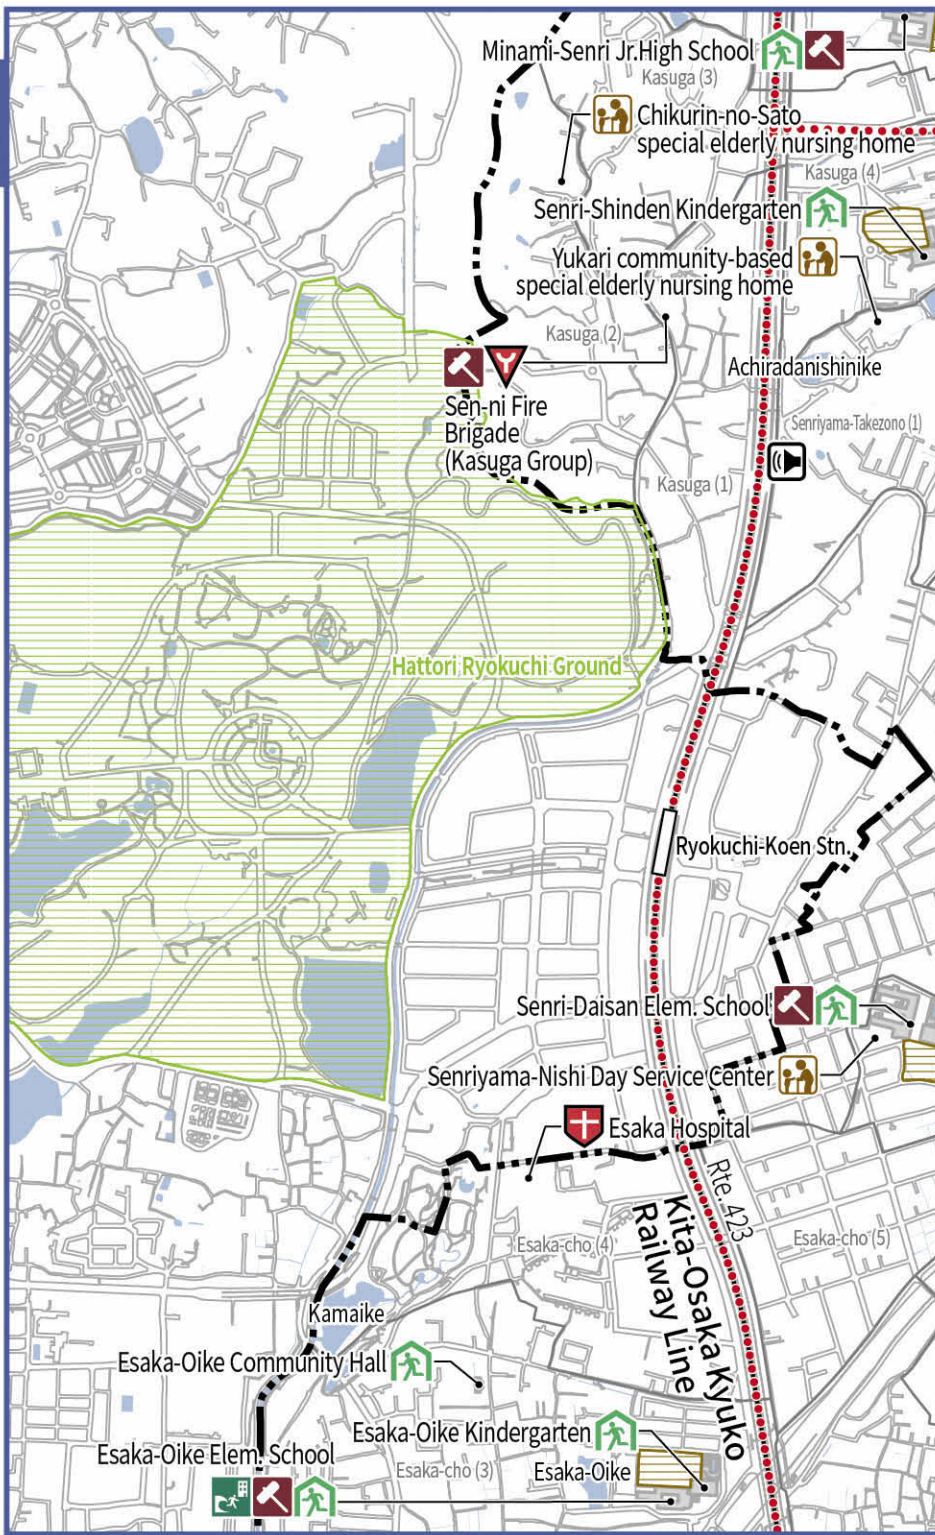 Minami-Senri Jr.High School
Kasuga (3)
Chikurin-no-Sato
special elderly nursing home
Kasuga (4)
Senri-Shinden Kindergarten
Yukari community-based
special elderly nursing home
Kasuga (2)
Achiradanishinike
Sen-ni Fire
Brigade
(Kasuga Group)
Senriyama-Takezono (1)
Kasuga (1)
Hattori Ryokuchi Ground
Ryokuchi-Koen Stn.
Senri-Daisan Elem. School
Senriyama-Nishi Day Service Center
Esaka Hospital
Rte. 423
Kita-Osaka Kyuko
Railway Line
Esaka-cho (4)
Esaka-cho (5)
Kamaike
Esaka-Oike Community Hall
Esaka-Oike Kindergarten
Esaka-Oike Elem. School
Esaka-cho (3)
Esaka-Oike